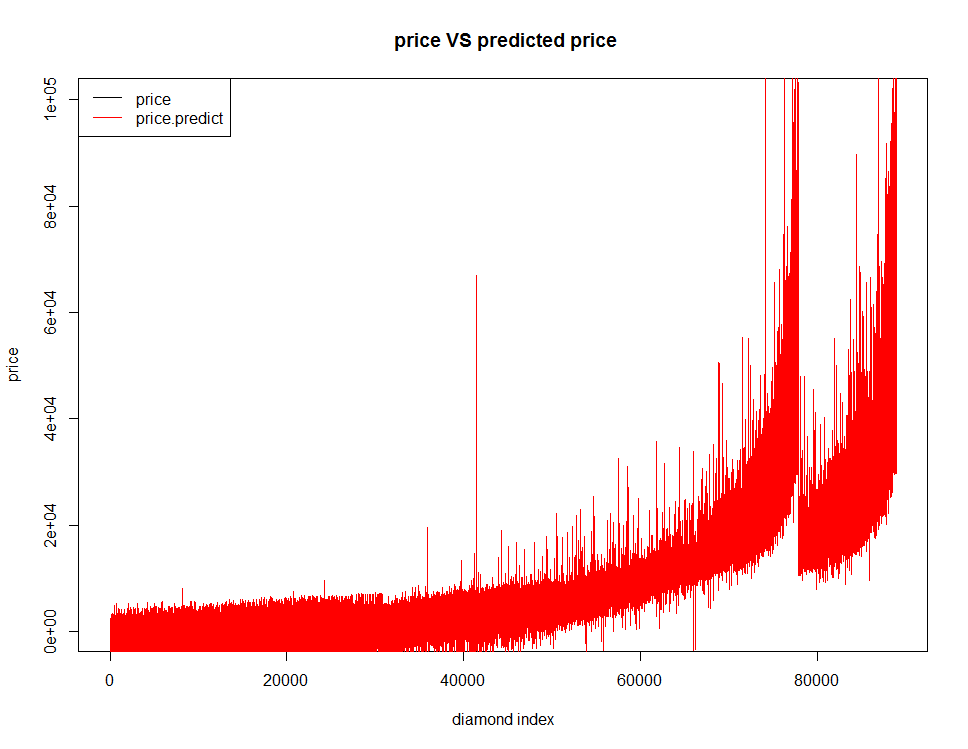 price VS predicted price
price
price.predict
1e+05
8e+04
6e+04
4e+04
2e+04
0e+00
price
0
20000
40000
60000
80000
diamond index